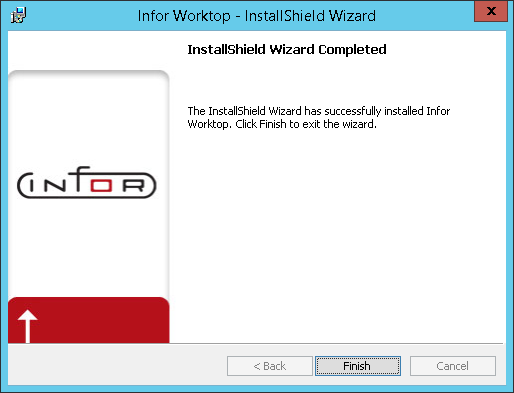 Infor Worktop - InstallShield Wizard
x
InstallShield Wizard Completed
The InstallShield Wizard has successfully installed Infor
Worktop. Click Finish to exit the wizard.
INFOR
< Back
Finish
Cancel